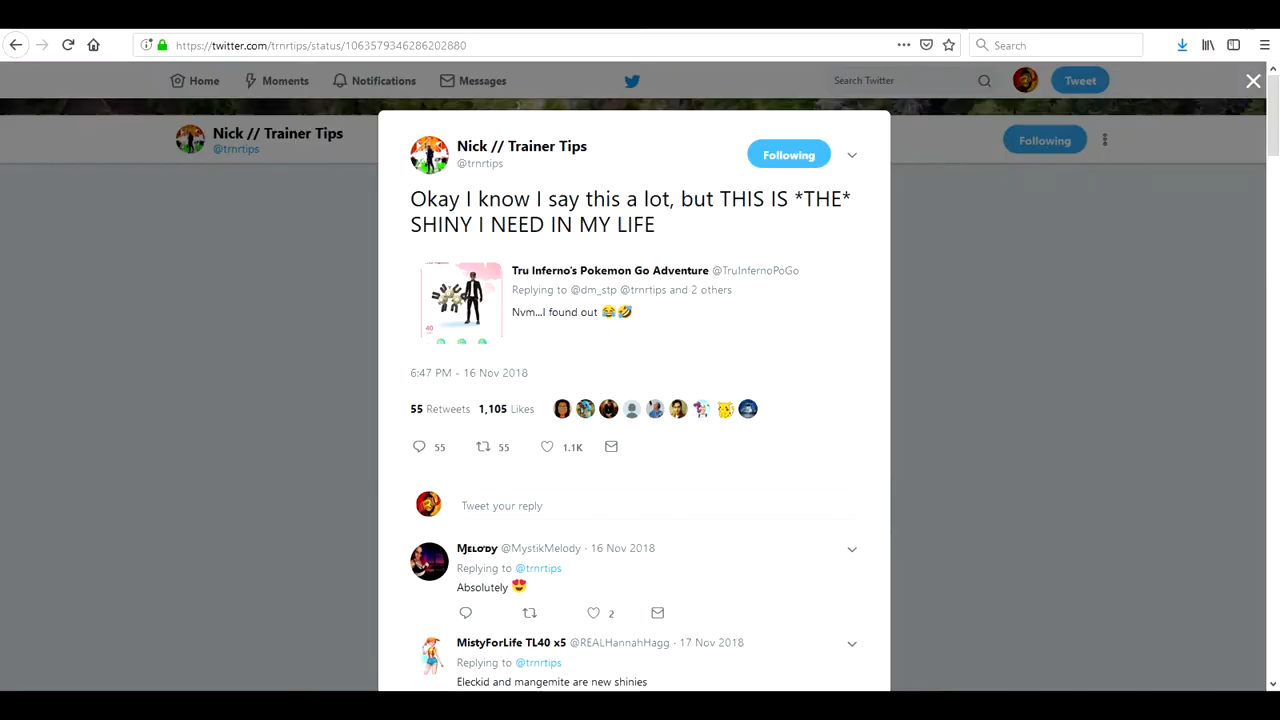 https://twitter.com/trnrtips/status/1063579346286202880
Search
Home
Moments
Notifications
Messages
Search Twitter
Tweet
Nick // Trainer Tips
@trnrtips
Following
Nick // Trainer Tips
@trnrtips
Following
Okay I know I say this a lot, but THIS IS *THE*
SHINY I NEED IN MY LIFE
Tru Inferno's Pokemon Go Adventure @TruInfernoPoGo
Replying to @dm_stp @trnrtips and 2 others
Nvm...I found out 😂🤣
40
6:47 PM - 16 Nov 2018
55 Retweets 1,105 Likes
55 55 1.1K
Tweet your reply
Ɱɛʟơɗყ @MystikMelody · 16 Nov 2018
Replying to @trnrtips
Absolutely 😍
2
MistyForLife TL40 x5 @REALHannahHagg · 17 Nov 2018
Replying to @trnrtips
Eleckid and mangemite are new shinies